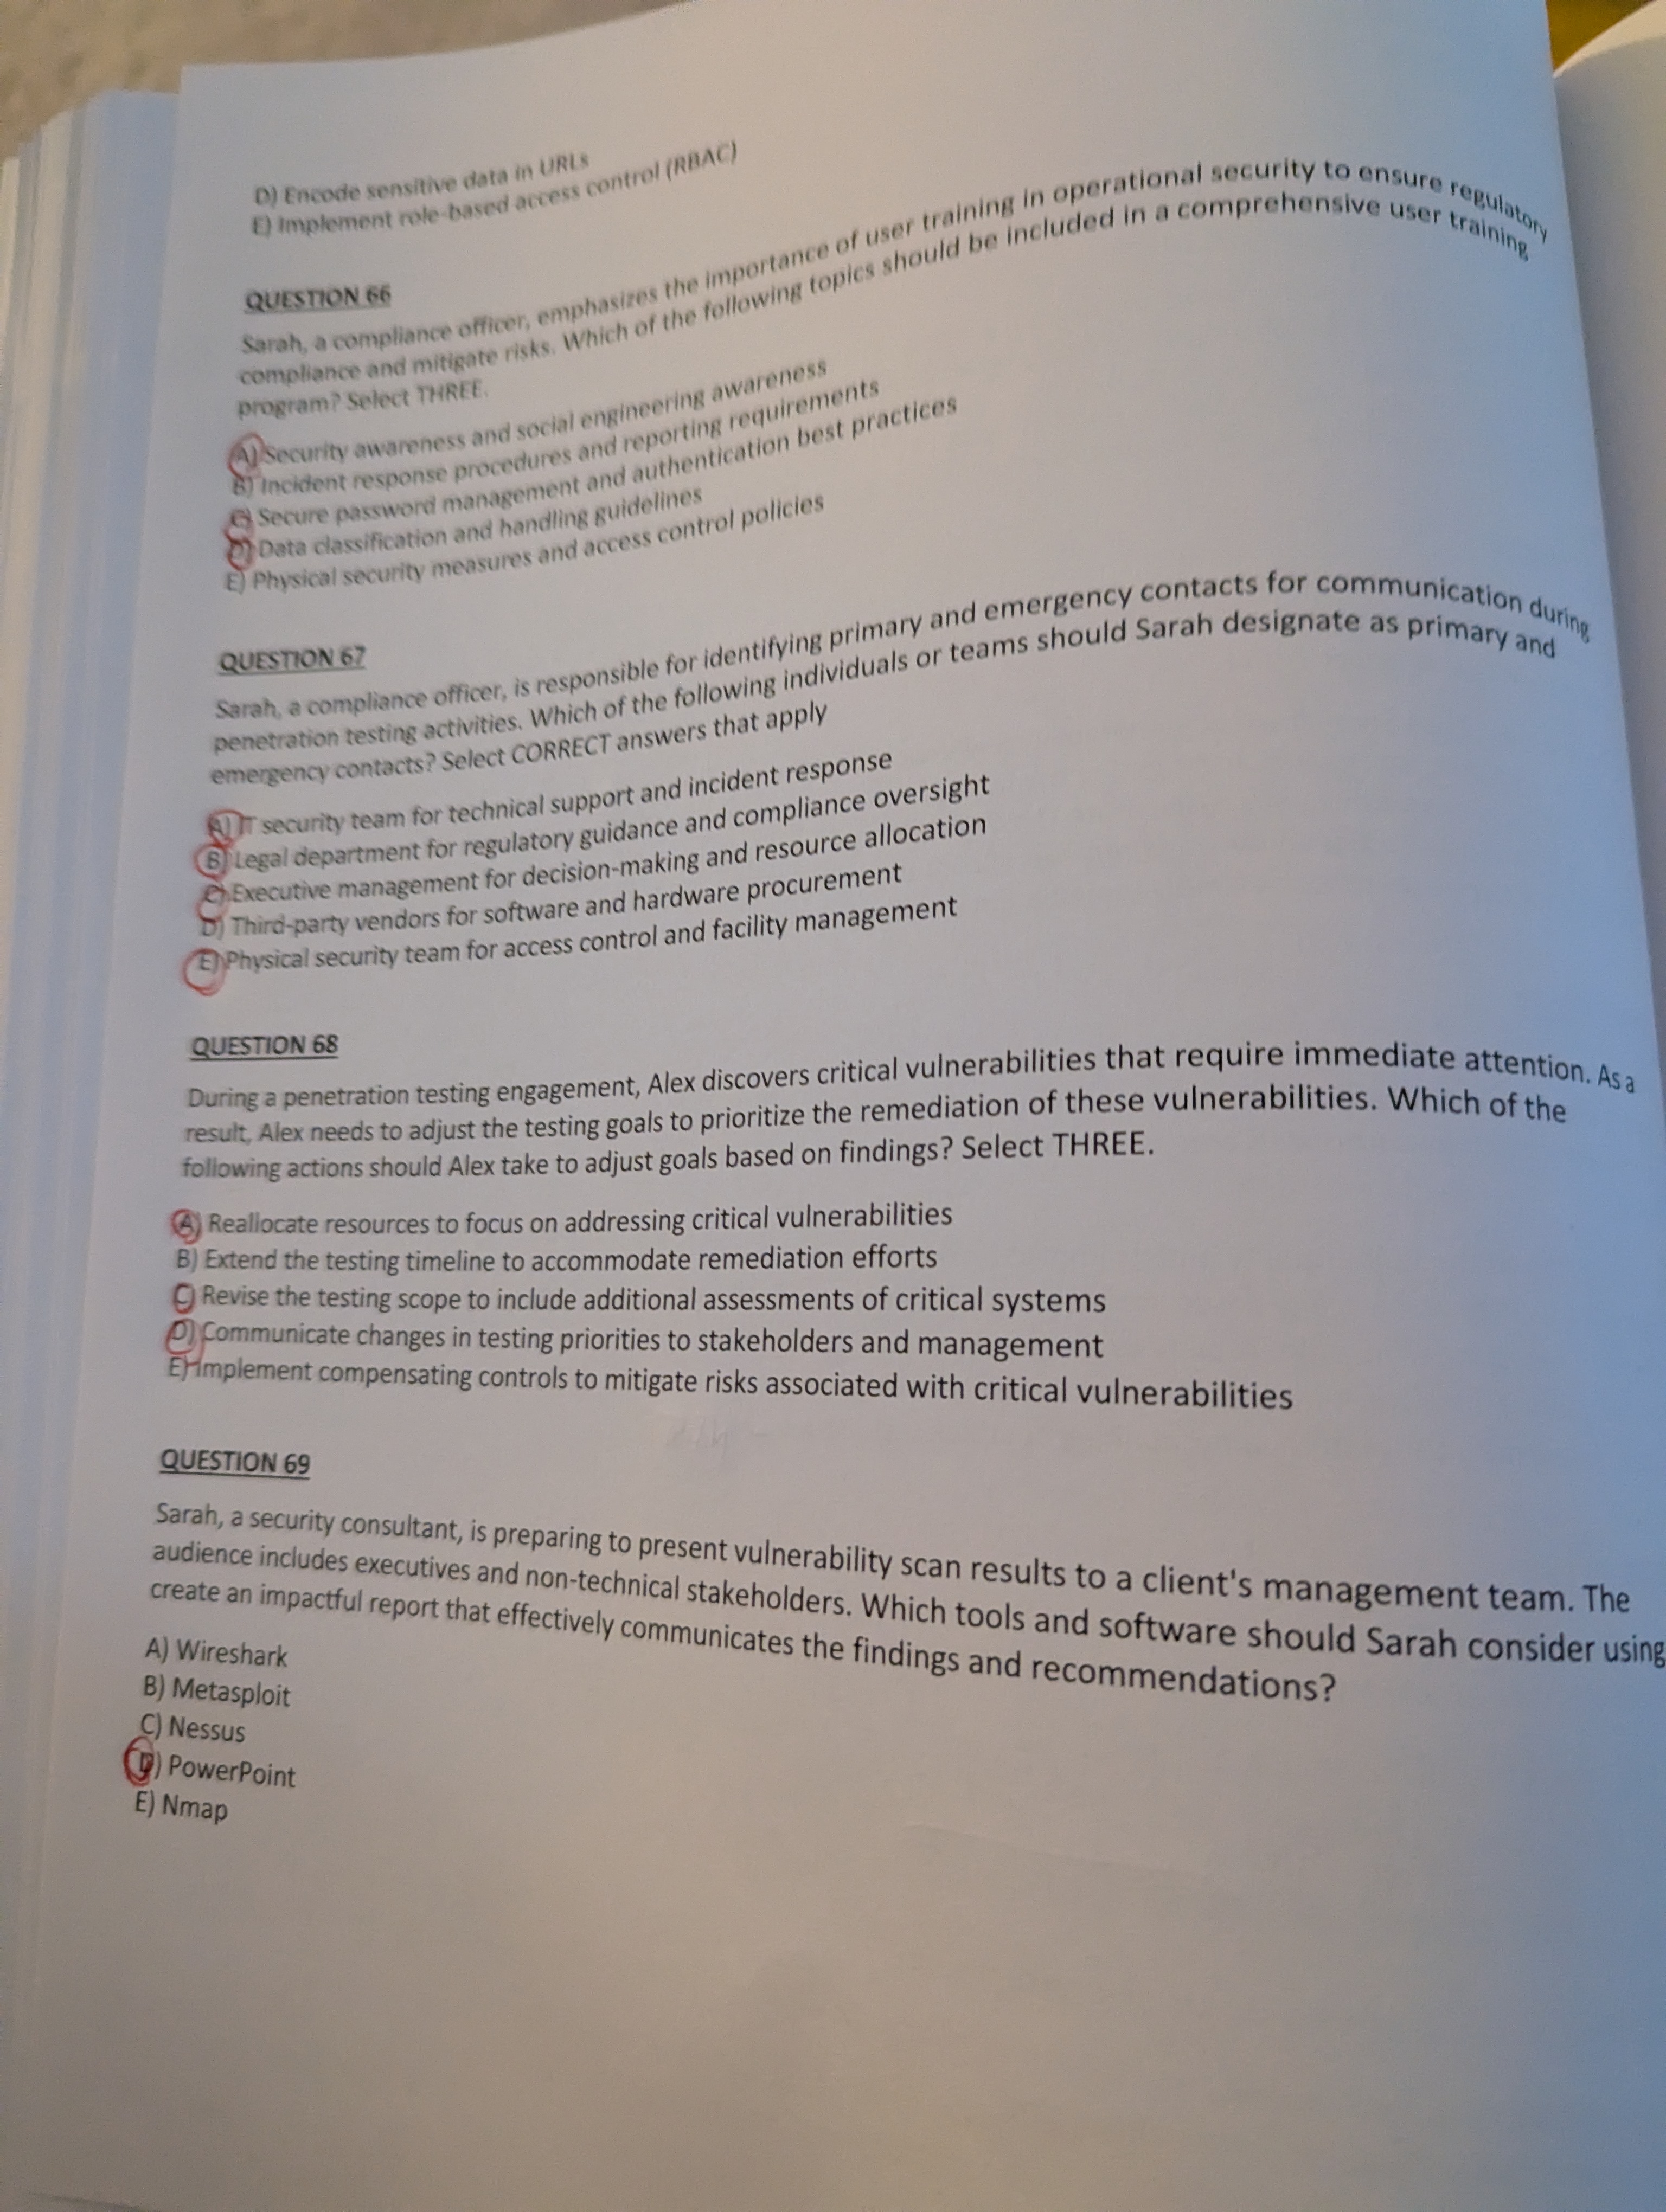 D) Encode sensitive data in URLs
E) Implement role-based access control (RBAC)
QUESTION 66
Sarah, a compliance officer, emphasizes the importance of user training in operational security to ensure regulatory
compliance and mitigate risks. Which of the following topics should be included in a comprehensive user training
program? Select THREE.
A) Security awareness and social engineering awareness
B) Incident response procedures and reporting requirements
C) Secure password management and authentication best practices
D) Data classification and handling guidelines
E) Physical security measures and access control policies
QUESTION 67
Sarah, a compliance officer, is responsible for identifying primary and emergency contacts for communication during
penetration testing activities. Which of the following individuals or teams should Sarah designate as primary and
emergency contacts? Select CORRECT answers that apply
A) IT security team for technical support and incident response
B) Legal department for regulatory guidance and compliance oversight
C) Executive management for decision-making and resource allocation
D) Third-party vendors for software and hardware procurement
E) Physical security team for access control and facility management
QUESTION 68
During a penetration testing engagement, Alex discovers critical vulnerabilities that require immediate attention. As a
result, Alex needs to adjust the testing goals to prioritize the remediation of these vulnerabilities. Which of the
following actions should Alex take to adjust goals based on findings? Select THREE.
A) Reallocate resources to focus on addressing critical vulnerabilities
B) Extend the testing timeline to accommodate remediation efforts
C) Revise the testing scope to include additional assessments of critical systems
D) Communicate changes in testing priorities to stakeholders and management
E) Implement compensating controls to mitigate risks associated with critical vulnerabilities
QUESTION 69
Sarah, a security consultant, is preparing to present vulnerability scan results to a client's management team. The
audience includes executives and non-technical stakeholders. Which tools and software should Sarah consider using
create an impactful report that effectively communicates the findings and recommendations?
A) Wireshark
B) Metasploit
C) Nessus
D) PowerPoint
E) Nmap